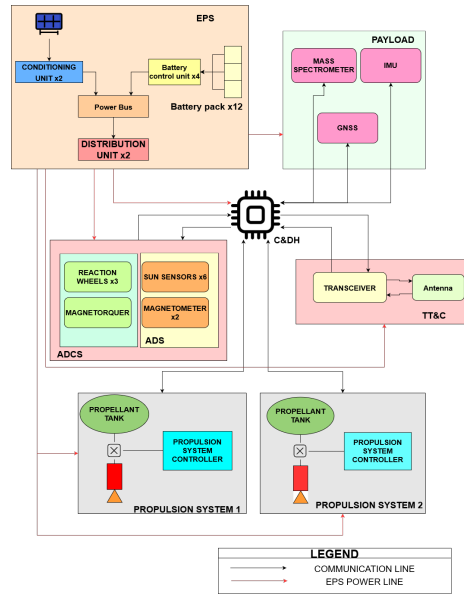 EPS
PAYLOAD
CONDITIONING
UNIT x2
Battery
control unit x4
MASS
SPECTROMETER
IMU
Power Bus
Battery pack x12
GNSS
DISTRIBUTION
UNIT x2
C&DH
REACTION
WHEELS x3
SUN SENSORS x6
MAGNETORQUER
MAGNETOMETER
x2
ADS
ADCS
TRANSCEIVER
Antenna
TT&C
PROPELLANT
TANK
PROPULSION
SYSTEM
CONTROLLER
PROPULSION SYSTEM 1
PROPELLANT
TANK
PROPULSION
SYSTEM
CONTROLLER
PROPULSION SYSTEM 2
LEGEND
COMMUNICATION LINE
EPS POWER LINE